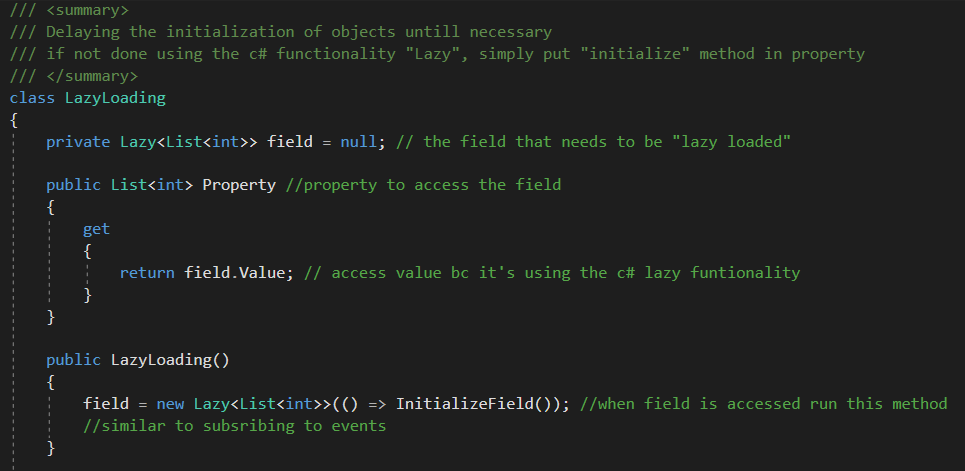 /// <summary>
/// Delaying the initialization of objects untill necessary
/// if not done using the c# functionality "Lazy", simply put "initialize" method in property
/// </summary>
class LazyLoading
{
private Lazy<List<int>> field = null; // the field that needs to be "lazy loaded"
public List<int> Property //property to access the field
{
get
{
return field.Value; // access value bc it's using the c# lazy funtionality
}
}
public LazyLoading()
{
field = new Lazy<List<int>>(() => InitializeField()); //when field is accessed run this method
//similar to subsribing to events
}